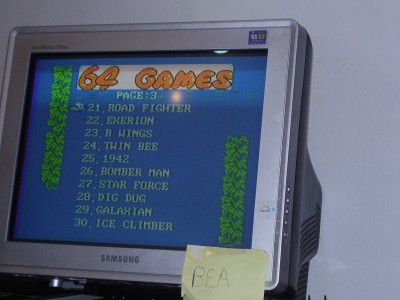 64 GAMES
PAGE:3
21,ROAD FIGHTER
22,EXERION
23,B WINGS
24,TWIN BEE
25,1942
26,BOMBER MAN
27,STAR FORCE
28,DIG DUG
29,GALAXIAN
30,ICE CLIMBER
SAMSUNG
BEA